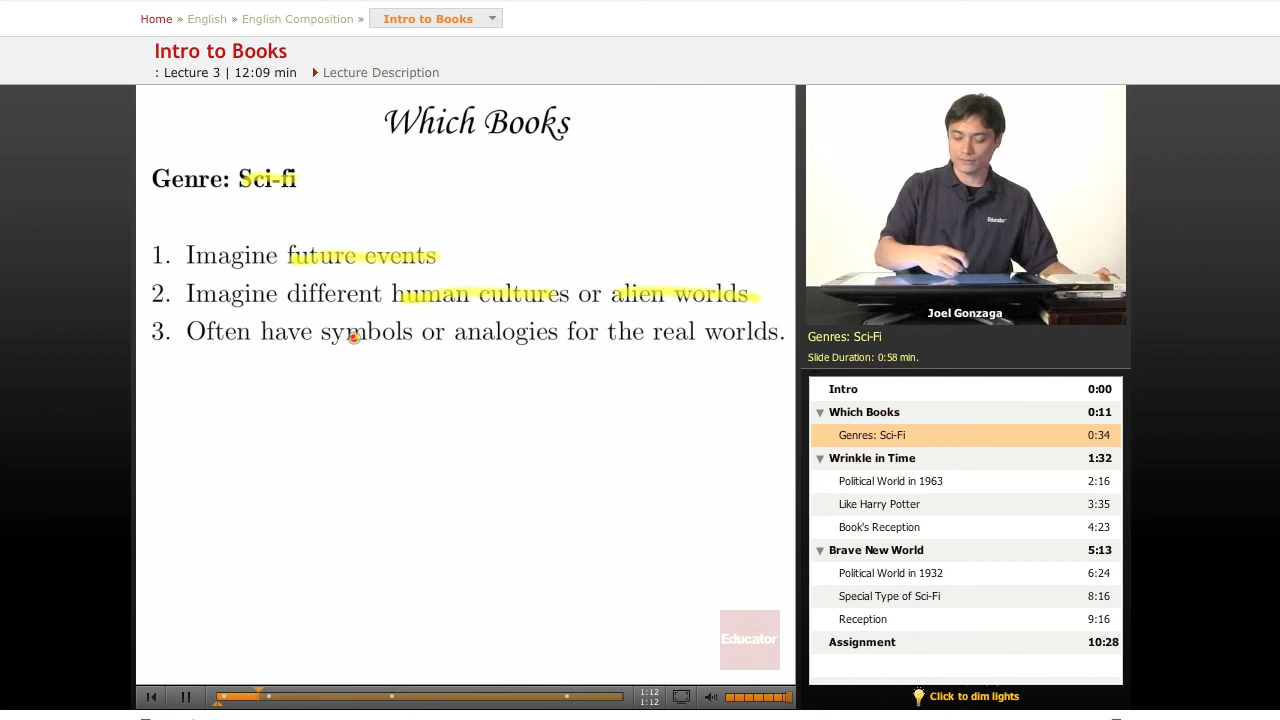 Home » English » English Composition » Intro to Books
Intro to Books
: Lecture 3 | 12:09 min Lecture Description
Which Books
Genre: Sci-fi
1. Imagine future events
2. Imagine different human cultures or alien worlds
3. Often have symbols or analogies for the real worlds.
Educator
Educator
Joel Gonzaga
Genres: Sci-Fi
Slide Duration: 0:58 min.
Intro 0:00
Which Books 0:11
Genres: Sci-Fi 0:34
Wrinkle in Time 1:32
Political World in 1963 2:16
Like Harry Potter 3:35
Book's Reception 4:23
Brave New World 5:13
Political World in 1932 6:24
Special Type of Sci-Fi 8:16
Reception 9:16
Assignment 10:28
1:12
1:12
Click to dim lights